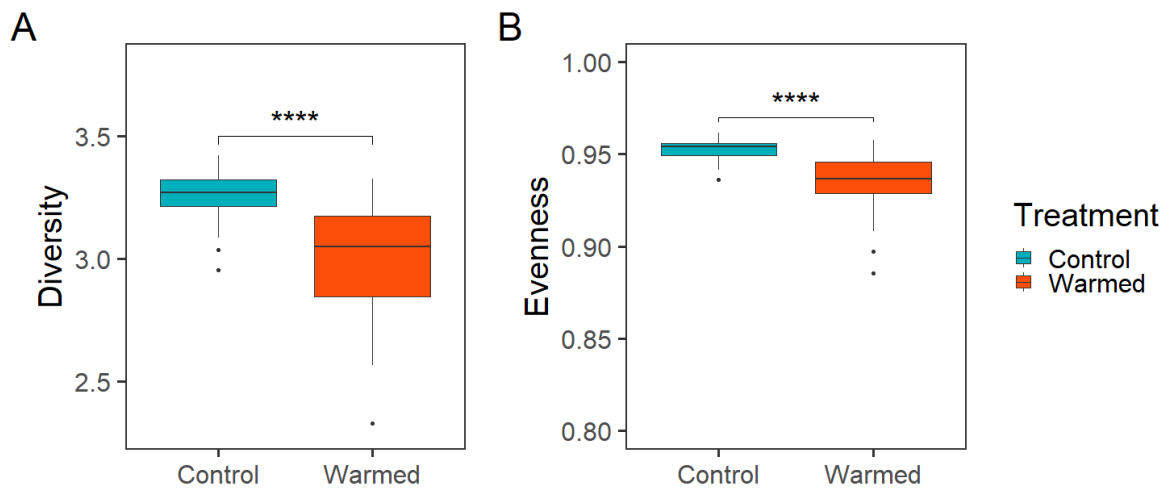 A
Diversity
3.5
3.0
2.5
****
Control
Warmed
B
Evenness
1.00
0.95
0.90
0.85
0.80
****
Control
Warmed
Treatment
Control
Warmed